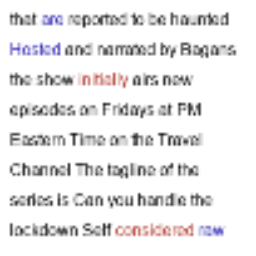 that are reported to be haunted
Hosted and narrated by Bagans
the show initially airs new
episodes on Fridays at PM
Eastern Time on the Travel
Channel The tagline of the
series is Can you handle the
lockdown Self considered raw